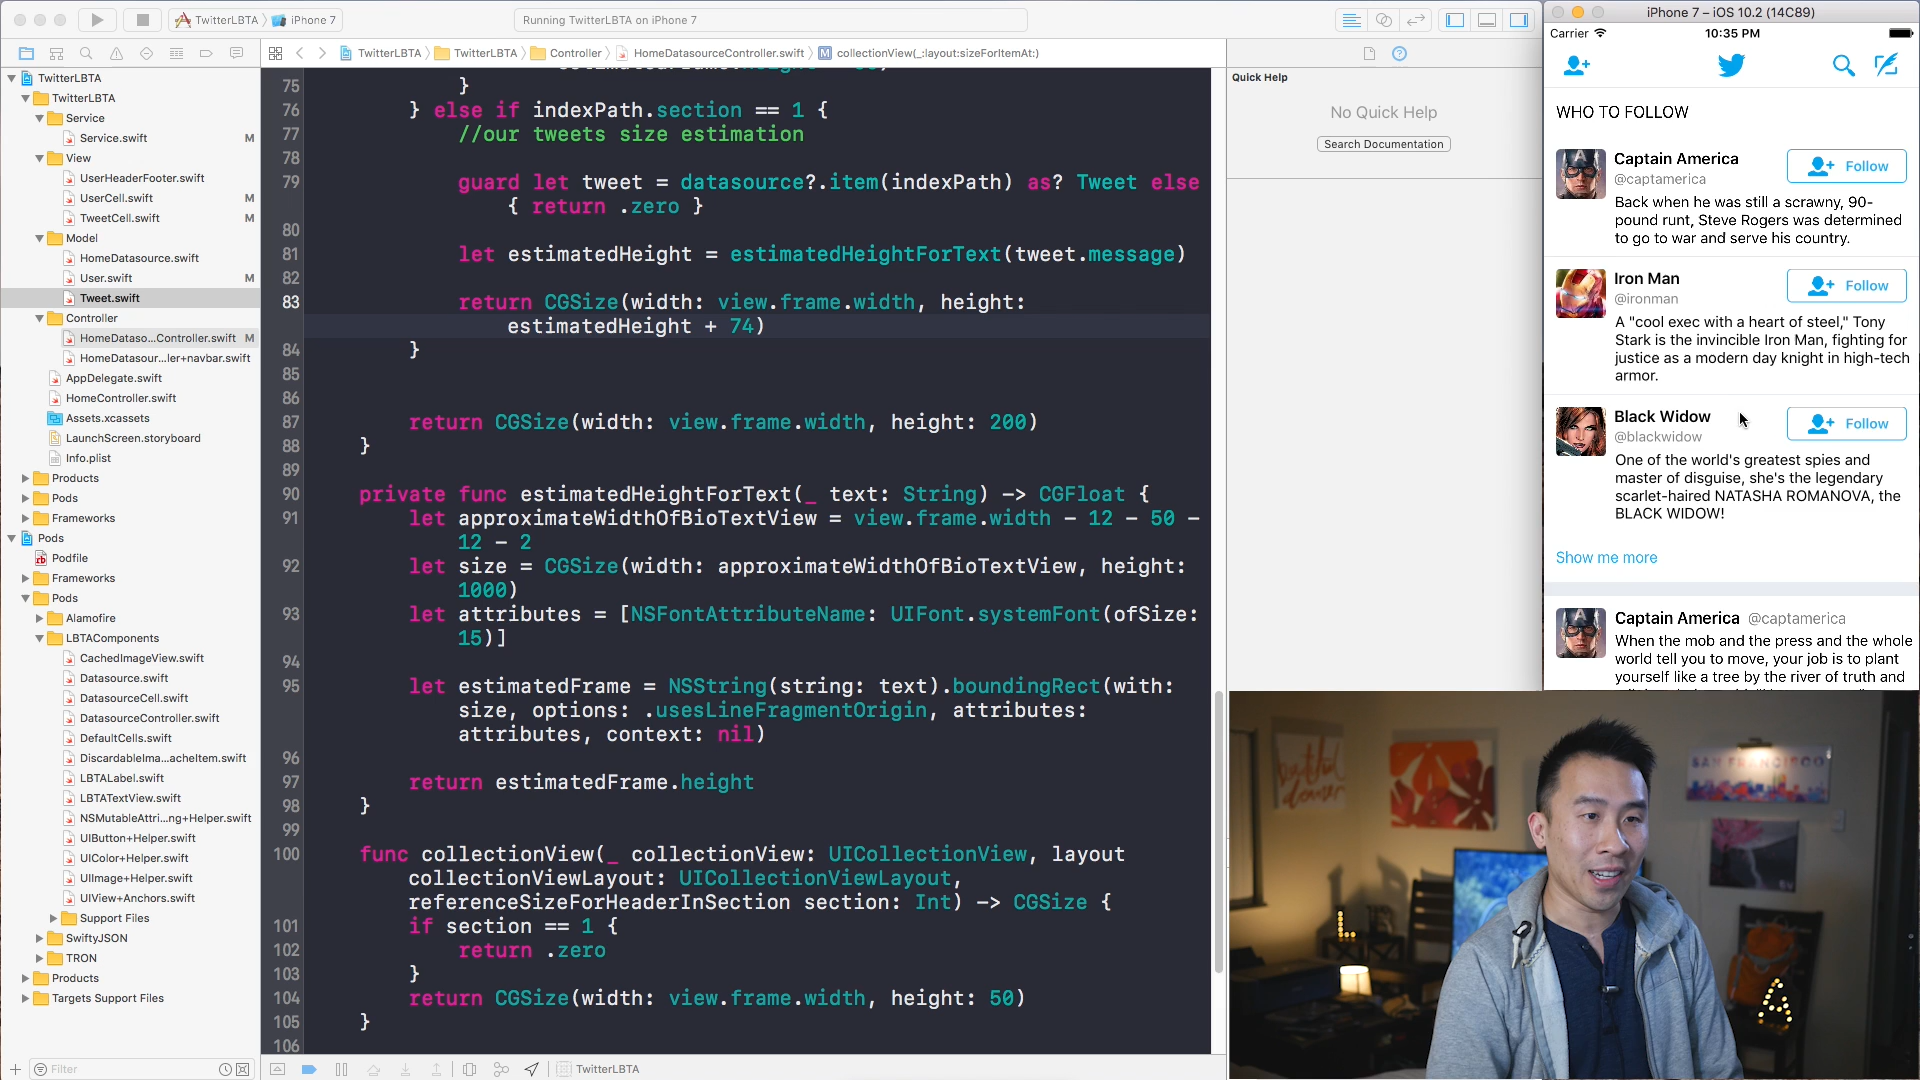 TwitterLBTA
iPhone 7
Running TwitterLBTA on iPhone 7
TwitterLBTA
TwitterLBTA
Controller
HomeDatasourceController.swift
M
collectionView(_:layout:sizeForItemAt:)
TwitterLBTA
TwitterLBTA
Service
Service.swift M
View
UserHeaderFooter.swift
UserCell.swift M
TweetCell.swift M
Model
HomeDatasource.swift
User.swift M
Tweet.swift
Controller
HomeDataso...Controller.swift M
HomeDatasour...ler+navbar.swift
AppDelegate.swift
HomeController.swift
Assets.xcassets
LaunchScreen.storyboard
Info.plist
Products
Pods
Frameworks
Pods
Podfile
Frameworks
Pods
Alamofire
LBTAComponents
CachedImageView.swift
Datasource.swift
DatasourceCell.swift
DatasourceController.swift
DefaultCells.swift
DiscardableIma...acheItem.swift
LBTALabel.swift
LBTATextView.swift
NSMutableAttri...ng+Helper.swift
UIButton+Helper.swift
UIColor+Helper.swift
UIImage+Helper.swift
UIView+Anchors.swift
Support Files
SwiftyJSON
TRON
Products
Targets Support Files
Filter
75 }
76 } else if indexPath.section == 1 {
77 //our tweets size estimation
78
79 guard let tweet = datasource?.item(indexPath) as? Tweet else
{ return .zero }
80
81 let estimatedHeight = estimatedHeightForText(tweet.message)
82
83 return CGSize(width: view.frame.width, height:
estimatedHeight + 74)
84 }
85
86
87 return CGSize(width: view.frame.width, height: 200)
88 }
89
90 private func estimatedHeightForText(_ text: String) -> CGFloat {
91 let approximateWidthOfBioTextView = view.frame.width - 12 - 50 -
12 - 2
92 let size = CGSize(width: approximateWidthOfBioTextView, height:
1000)
93 let attributes = [NSFontAttributeName: UIFont.systemFont(ofSize:
15)]
94
95 let estimatedFrame = NSString(string: text).boundingRect(with:
size, options: .usesLineFragmentOrigin, attributes:
attributes, context: nil)
96
97 return estimatedFrame.height
98 }
99
100 func collectionView(_ collectionView: UICollectionView, layout
collectionViewLayout: UICollectionViewLayout,
referenceSizeForHeaderInSection section: Int) -> CGSize {
101 if section == 1 {
102 return .zero
103 }
104 return CGSize(width: view.frame.width, height: 50)
105 }
106
TwitterLBTA
Quick Help
No Quick Help
Search Documentation
iPhone 7 – iOS 10.2 (14C89)
Carrier 10:35 PM
WHO TO FOLLOW
Captain America
Follow
@captamerica
Back when he was still a scrawny, 90-
pound runt, Steve Rogers was determined
to go to war and serve his country.
Iron Man
Follow
@ironman
A "cool exec with a heart of steel," Tony
Stark is the invincible Iron Man, fighting for
justice as a modern day knight in high-tech
armor.
Black Widow
Follow
@blackwidow
One of the world's greatest spies and
master of disguise, she's the legendary
scarlet-haired NATASHA ROMANOVA, the
BLACK WIDOW!
Show me more
Captain America @captamerica
When the mob and the press and the whole
world tell you to move, your job is to plant
yourself like a tree by the river of truth and
SAN FRANCISCO
L
A